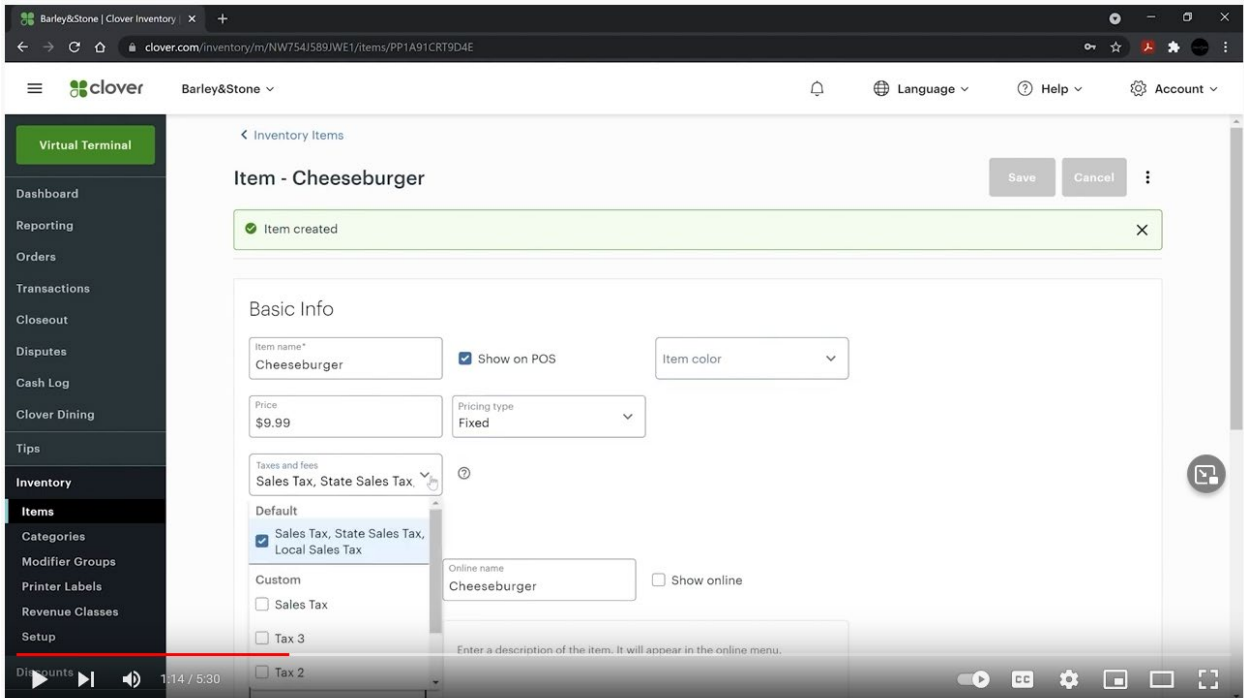 Barley&Stone | Clover Inventory
clover.com/inventory/m/NW754J589JWE1/items/PP1A91CRT9D4E
clover
Barley&Stone
Language
Help
Account
Virtual Terminal
Dashboard
Reporting
Orders
Transactions
Closeout
Disputes
Cash Log
Clover Dining
Tips
Inventory
Items
Categories
Modifier Groups
Printer Labels
Revenue Classes
Setup
Discounts
Inventory Items
Item - Cheeseburger
Save
Cancel
Item created
Basic Info
Item name*
Cheeseburger
Show on POS
Item color
Price
$9.99
Pricing type
Fixed
Taxes and fees
Sales Tax, State Sales Tax,
Default
Sales Tax, State Sales Tax,
Local Sales Tax
Custom
Sales Tax
Tax 3
Tax 2
Online name
Cheeseburger
Show online
Enter a description of the item. It will appear in the online menu.
1:14 / 5:30
CC